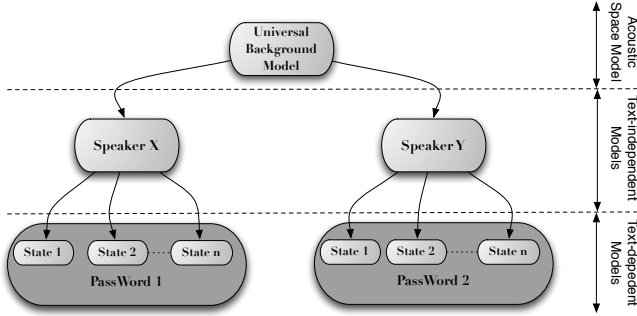 Universal
Background
Model
Acoustic
Space Model
Speaker X
Speaker Y
Text-independent
Models
State 1
State 2
State n
PassWord 1
State 1
State 2
State n
PassWord 2
Text-depedent
Models